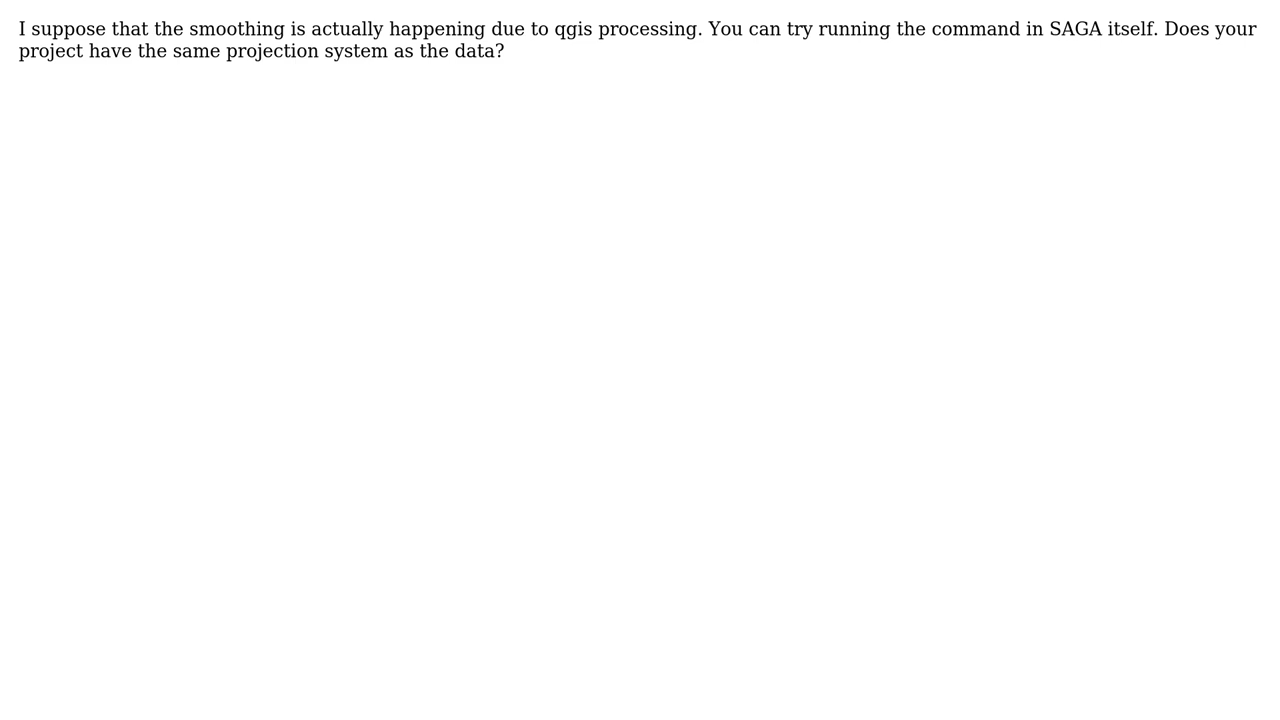 I suppose that the smoothing is actually happening due to qgis processing. You can try running the command in SAGA itself. Does your
project have the same projection system as the data?